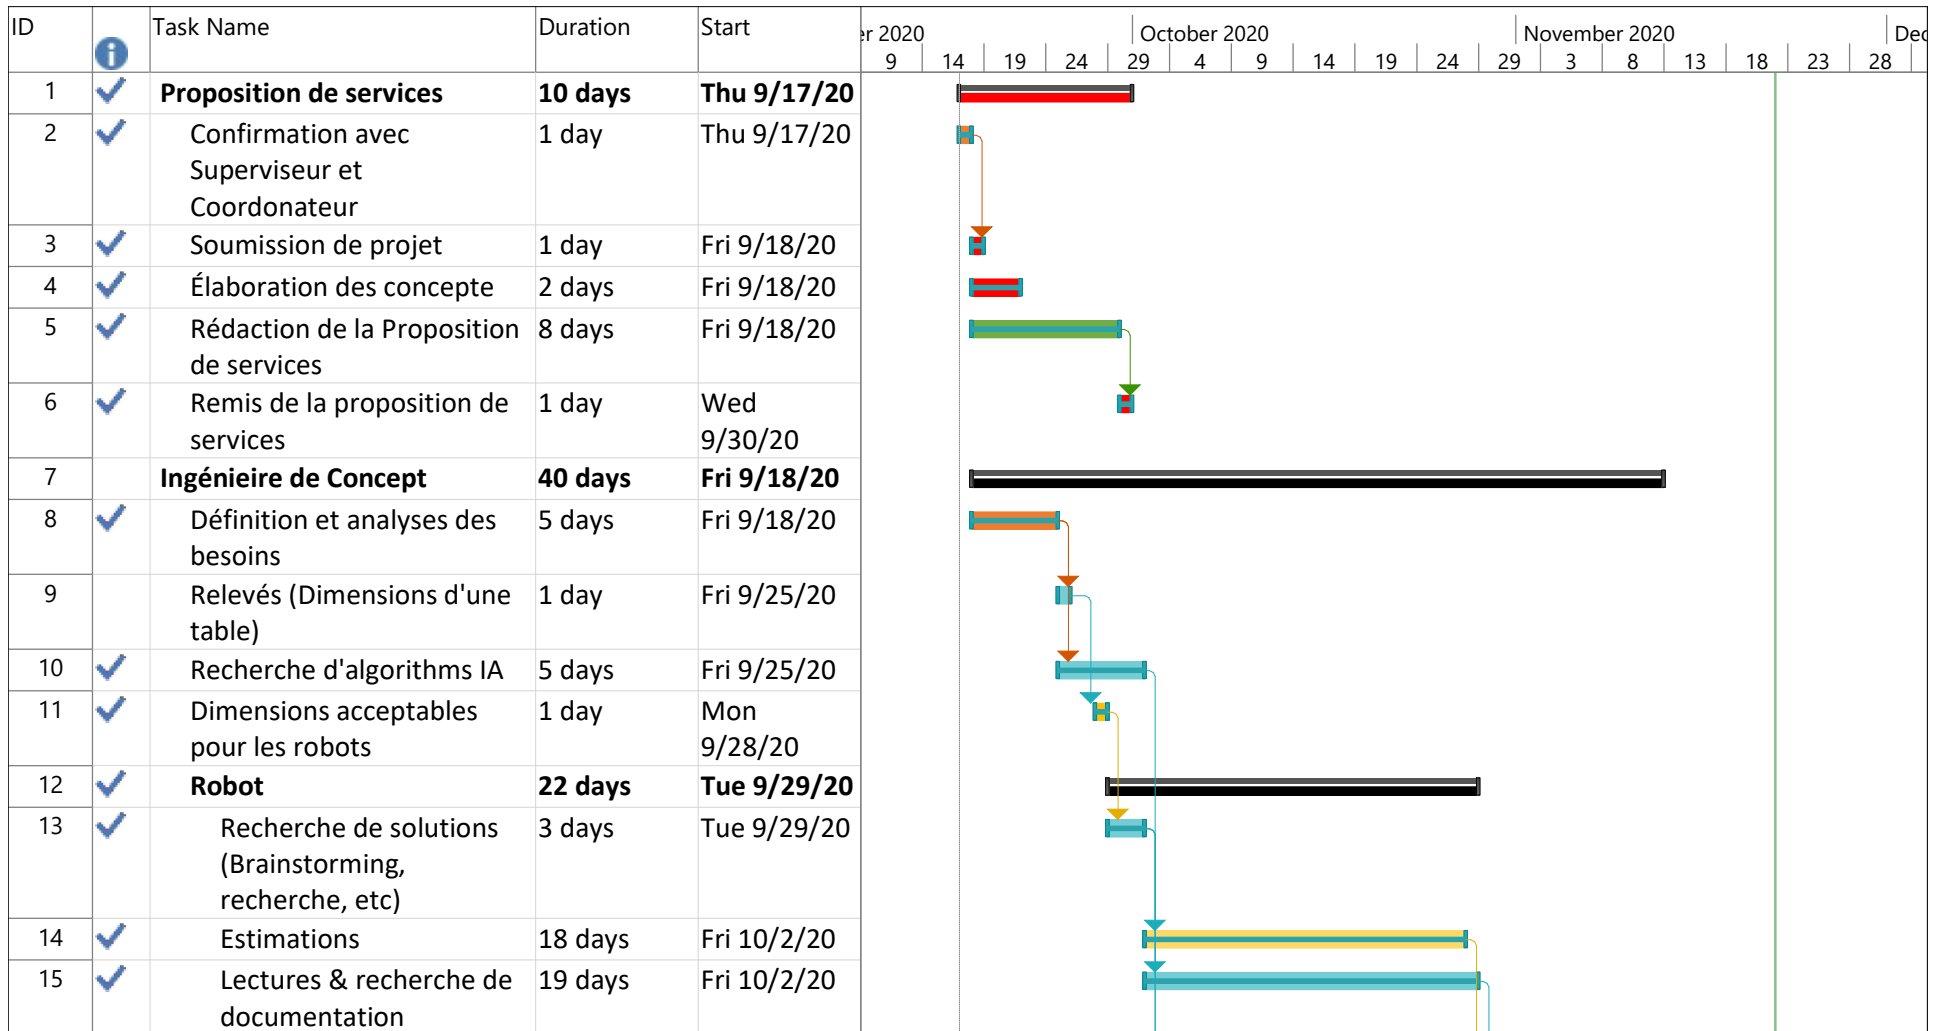 ID Task Name Duration Start er 2020 October 2020 November 2020 Dec
9 14 19 24 29 4 9 14 19 24 29 3 8 13 18 23 28
1 Proposition de services 10 days Thu 9/17/20
2 Confirmation avec 1 day Thu 9/17/20
Superviseur et
Coordonateur
3 Soumission de projet 1 day Fri 9/18/20
4 Élaboration des concepte 2 days Fri 9/18/20
5 Rédaction de la Proposition 8 days Fri 9/18/20
de services
6 Remis de la proposition de 1 day Wed
services 9/30/20
7 Ingénieire de Concept 40 days Fri 9/18/20
8 Définition et analyses des 5 days Fri 9/18/20
besoins
9 Relevés (Dimensions d'une 1 day Fri 9/25/20
table)
10 Recherche d'algorithms IA 5 days Fri 9/25/20
11 Dimensions acceptables 1 day Mon
pour les robots 9/28/20
12 Robot 22 days Tue 9/29/20
13 Recherche de solutions 3 days Tue 9/29/20
(Brainstorming,
recherche, etc)
14 Estimations 18 days Fri 10/2/20
15 Lectures & recherche de 19 days Fri 10/2/20
documentation